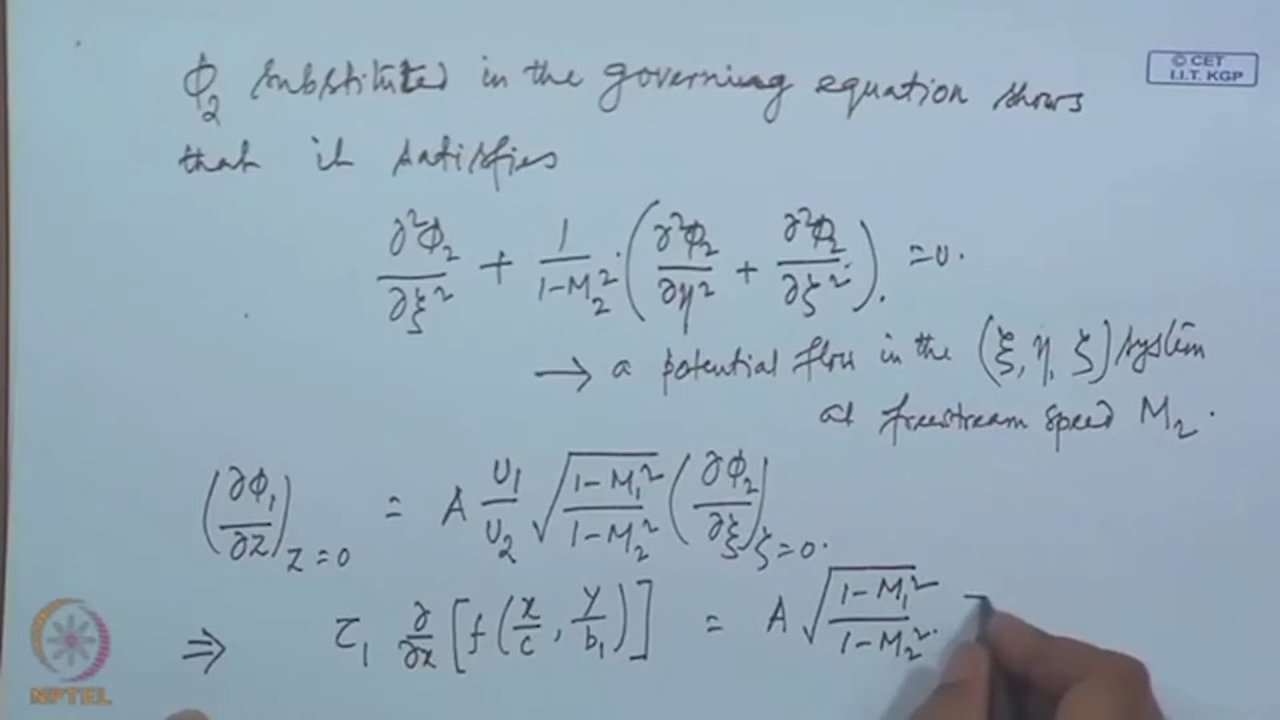 © CET
I.I.T. KGP
ϕ₂ substituted in the governing equation shows
that it satisfies
∂²ϕ₂/∂ξ² + 1/(1-M₂²) (∂²ϕ₂/∂η² + ∂²ϕ₂/∂ζ²) = 0.
→ a potential flow in the (ξ, η, ζ) system
at freestream speed M₂.
(∂ϕ₁/∂z)_{z=0} = A U₁/U₂ √((1-M₁²)/(1-M₂²)) (∂ϕ₂/∂ξ)_{ζ=0}.
⇒ τ₁ ∂/∂x [f(x/c, y/b₁)] = A √((1-M₁²)/(1-M₂²))
NPTEL